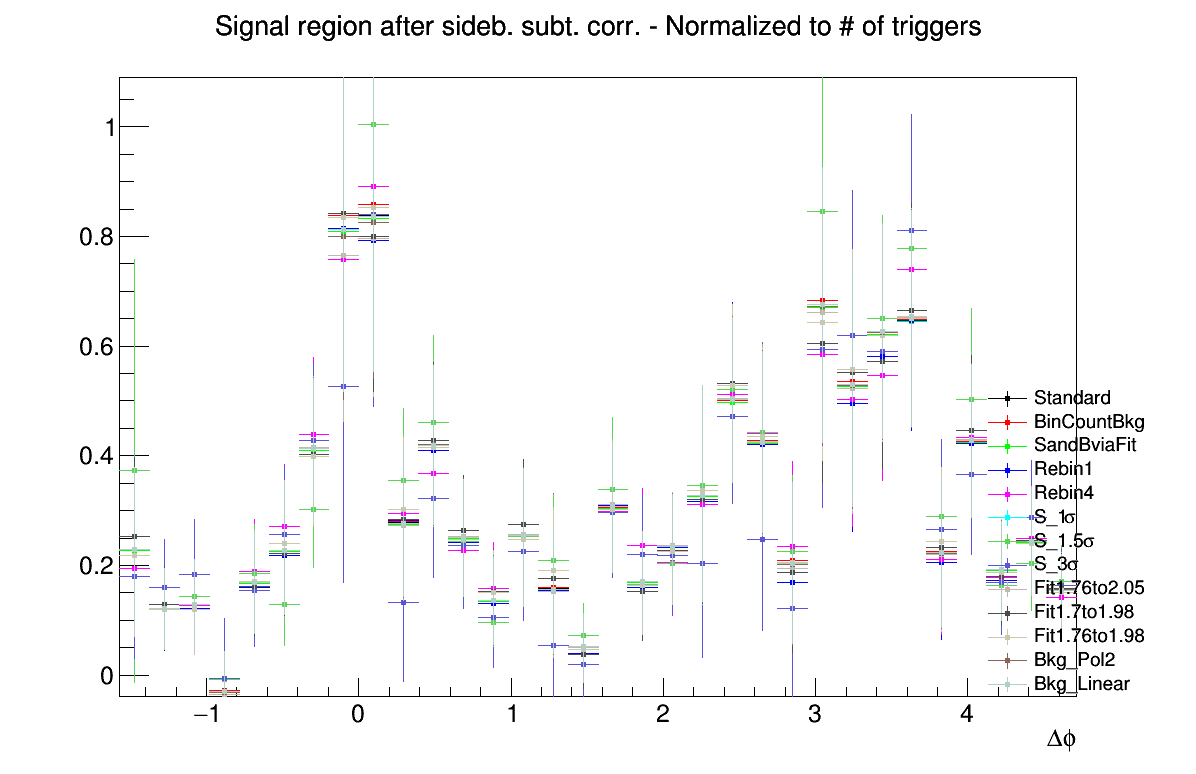 Signal region after sideb. subt. corr. - Normalized to # of triggers
1
0.8
0.6
0.4
0.2
0
−1
0
1
2
3
4
Δϕ
Standard
BinCountBkg
SandBviaFit
Rebin1
Rebin4
S_1σ
S_1.5σ
S_3σ
Fit1.76to2.05
Fit1.7to1.98
Fit1.76to1.98
Bkg_Pol2
Bkg_Linear